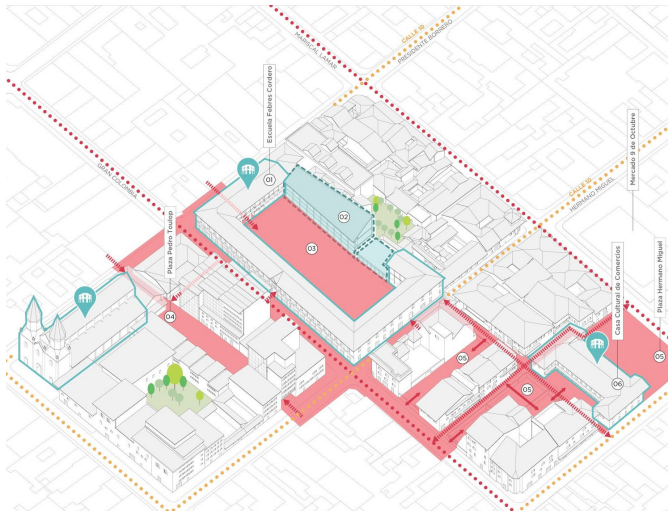 MARISCAL LAMAR
CALLE 10
PRESIDENTE BORRERO
Escuela Febres Cordero
01
02
03
GRAN COLOMBIA
Plaza Pedro Toulop
04
CALLE 10
HERMANO MIGUEL
Mercado 9 de Octubre
Casa Cultural de Comercios
Plaza Hermano Miguel
05
05
05
06